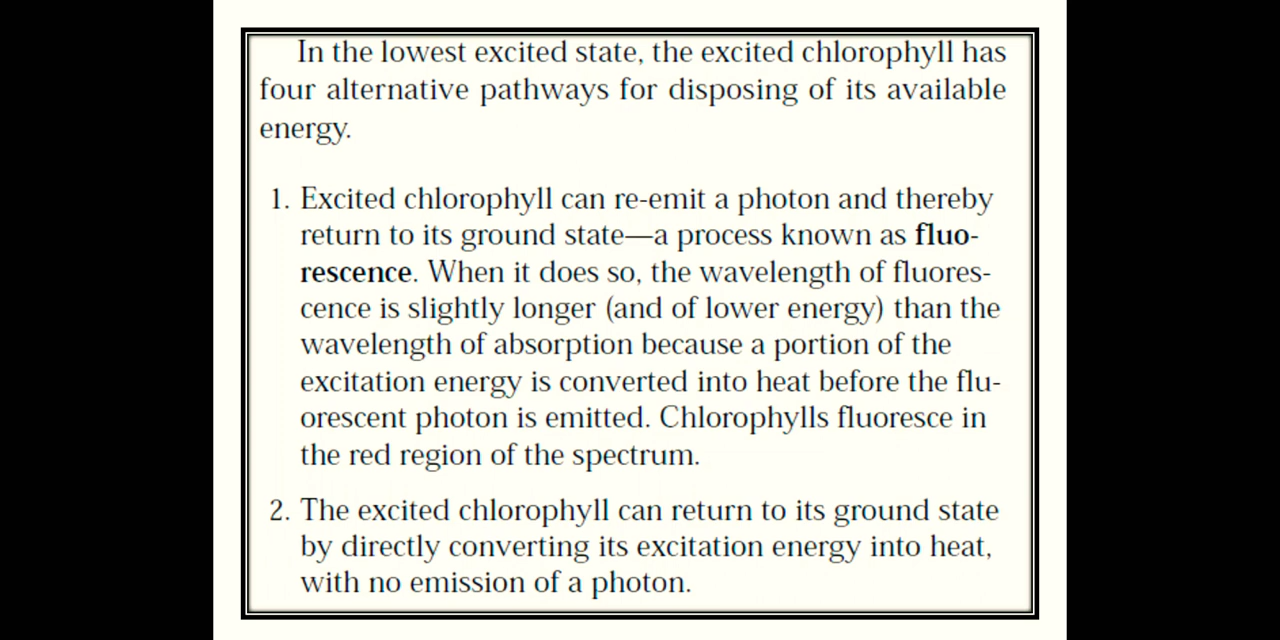 In the lowest excited state, the excited chlorophyll has
four alternative pathways for disposing of its available
energy.
1. Excited chlorophyll can re-emit a photon and thereby
return to its ground state—a process known as fluo-
rescence. When it does so, the wavelength of fluores-
cence is slightly longer (and of lower energy) than the
wavelength of absorption because a portion of the
excitation energy is converted into heat before the flu-
orescent photon is emitted. Chlorophylls fluoresce in
the red region of the spectrum.
2. The excited chlorophyll can return to its ground state
by directly converting its excitation energy into heat,
with no emission of a photon.